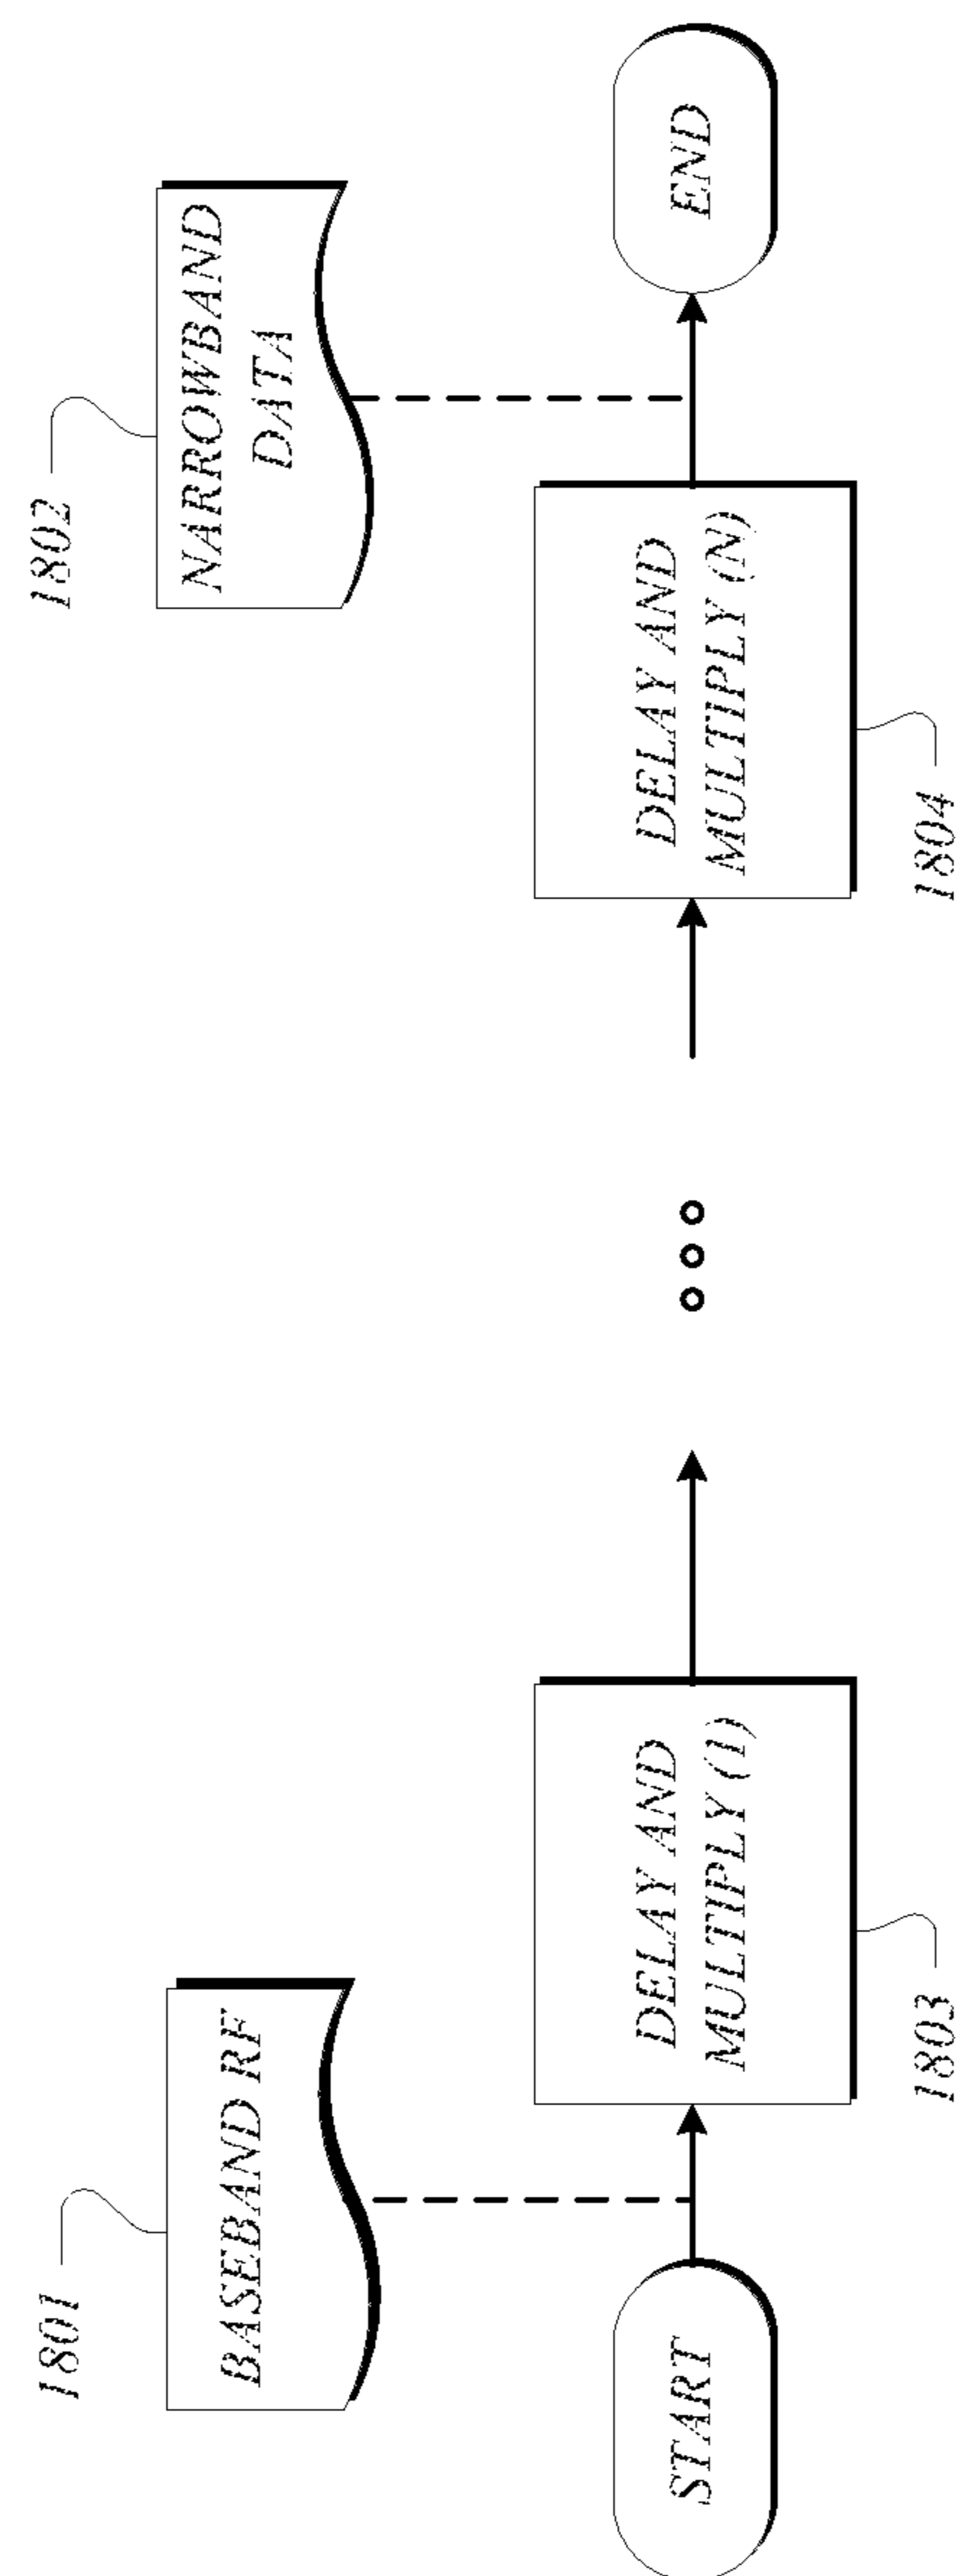 1801
BASEBAND RF
1802
NARROWBAND
DATA
START
DELAY AND
MULTIPLY (1)
DELAY AND
MULTIPLY (N)
END
1803
1804